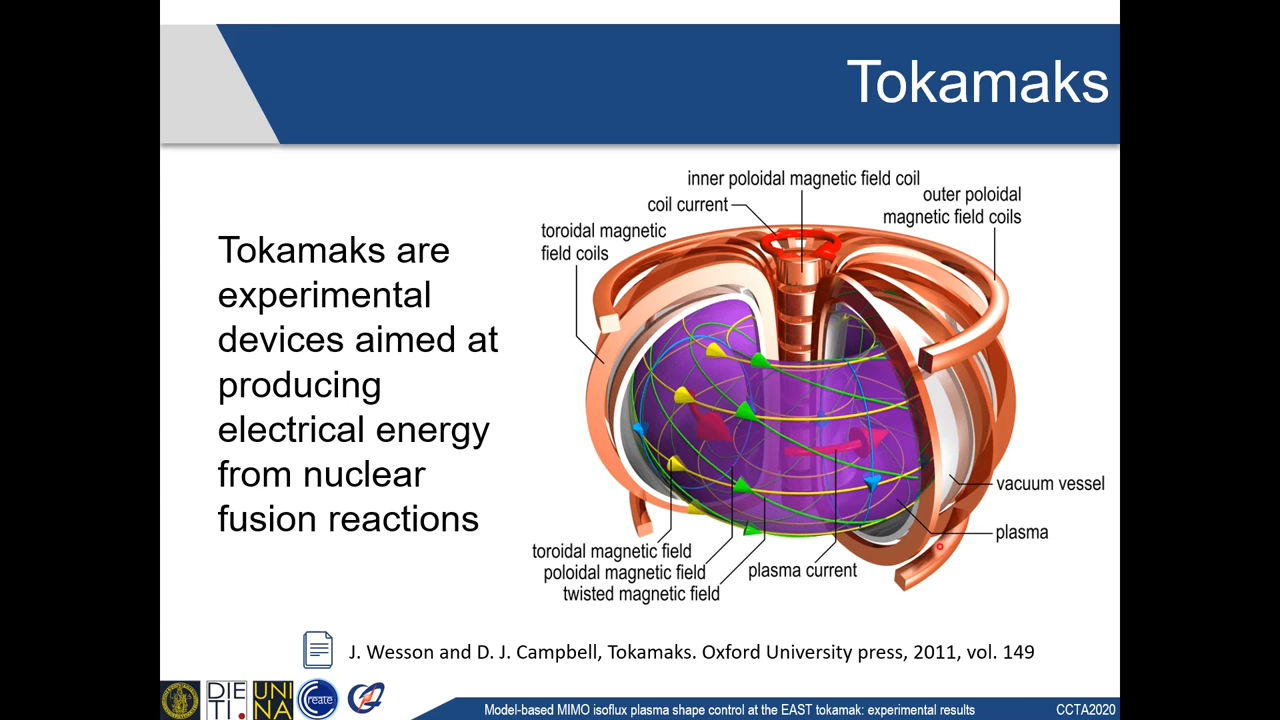 Tokamaks
Tokamaks are
experimental
devices aimed at
producing
electrical energy
from nuclear
fusion reactions
inner poloidal magnetic field coil
coil current
outer poloidal
magnetic field coils
toroidal magnetic
field coils
vacuum vessel
plasma
toroidal magnetic field
poloidal magnetic field
plasma current
twisted magnetic field
J. Wesson and D. J. Campbell, Tokamaks. Oxford University press, 2011, vol. 149
DIE
TI.
UNI
NA
Create
Model-based MIMO isoflux plasma shape control at the EAST tokamak: experimental results
CCTA2020